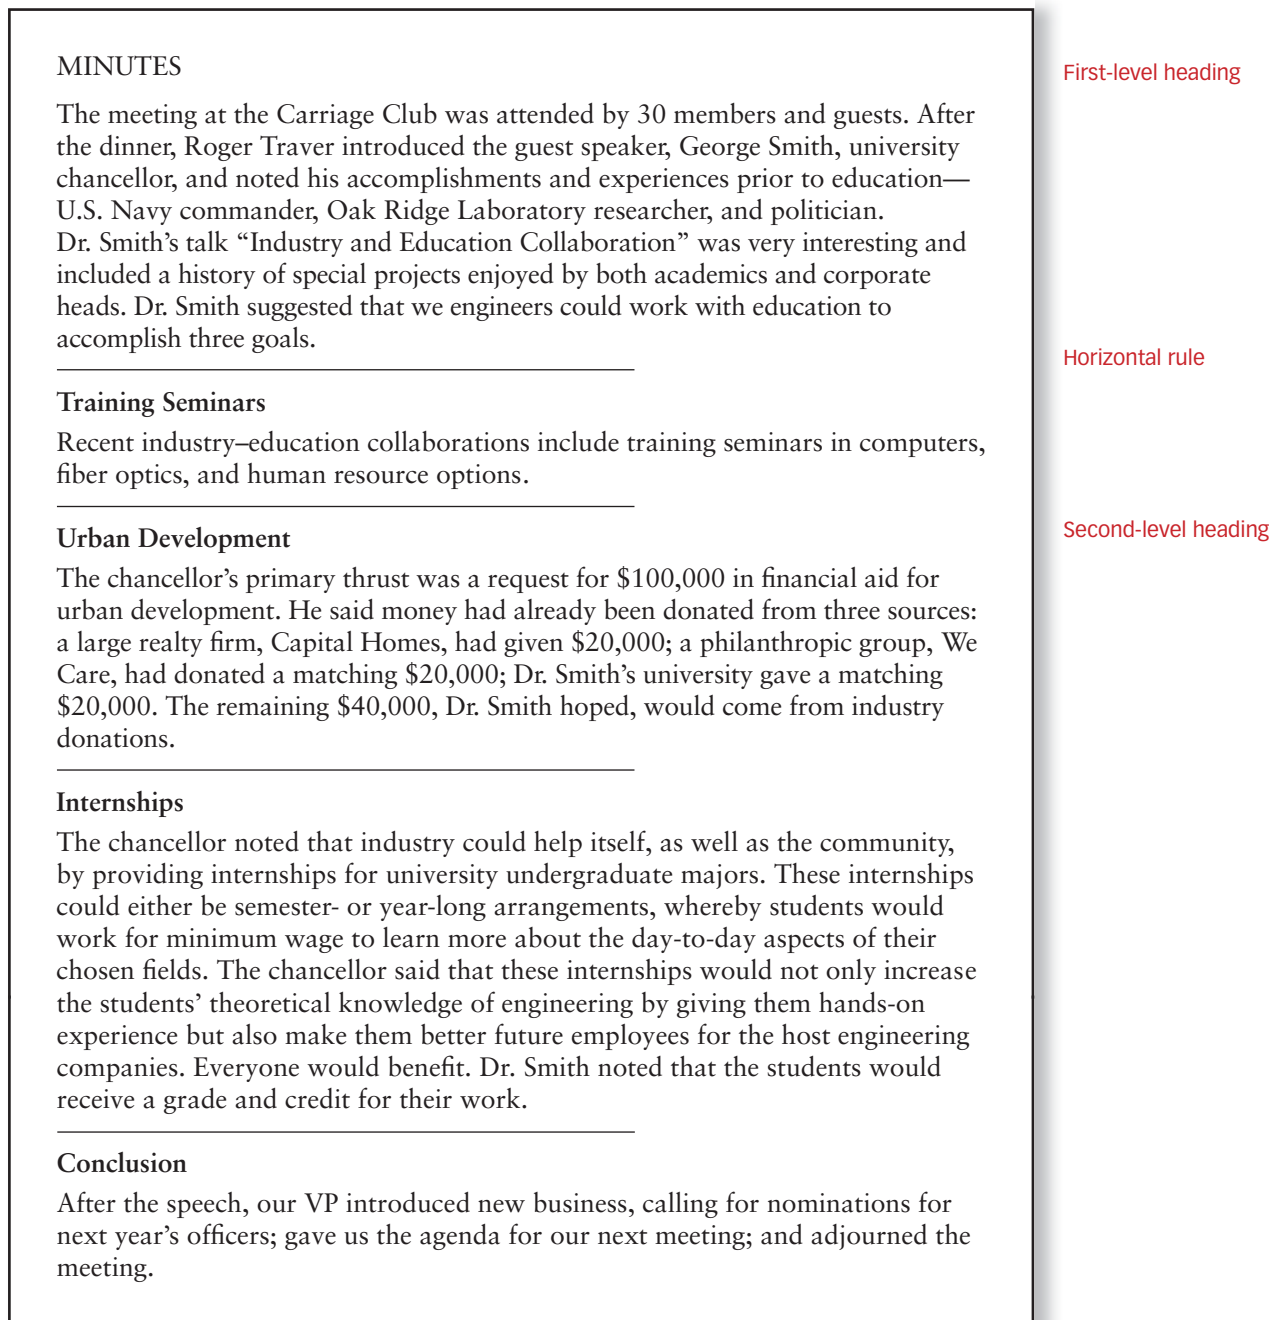 MINUTES
First-level heading
The meeting at the Carriage Club was attended by 30 members and guests. After
the dinner, Roger Traver introduced the guest speaker, George Smith, university
chancellor, and noted his accomplishments and experiences prior to education—
U.S. Navy commander, Oak Ridge Laboratory researcher, and politician.
Dr. Smith’s talk “Industry and Education Collaboration” was very interesting and
included a history of special projects enjoyed by both academics and corporate
heads. Dr. Smith suggested that we engineers could work with education to
accomplish three goals.
Horizontal rule
Training Seminars
Recent industry–education collaborations include training seminars in computers,
fiber optics, and human resource options.
Second-level heading
Urban Development
The chancellor’s primary thrust was a request for $100,000 in financial aid for
urban development. He said money had already been donated from three sources:
a large realty firm, Capital Homes, had given $20,000; a philanthropic group, We
Care, had donated a matching $20,000; Dr. Smith’s university gave a matching
$20,000. The remaining $40,000, Dr. Smith hoped, would come from industry
donations.
Internships
The chancellor noted that industry could help itself, as well as the community,
by providing internships for university undergraduate majors. These internships
could either be semester- or year-long arrangements, whereby students would
work for minimum wage to learn more about the day-to-day aspects of their
chosen fields. The chancellor said that these internships would not only increase
the students’ theoretical knowledge of engineering by giving them hands-on
experience but also make them better future employees for the host engineering
companies. Everyone would benefit. Dr. Smith noted that the students would
receive a grade and credit for their work.
Conclusion
After the speech, our VP introduced new business, calling for nominations for
next year’s officers; gave us the agenda for our next meeting; and adjourned the
meeting.